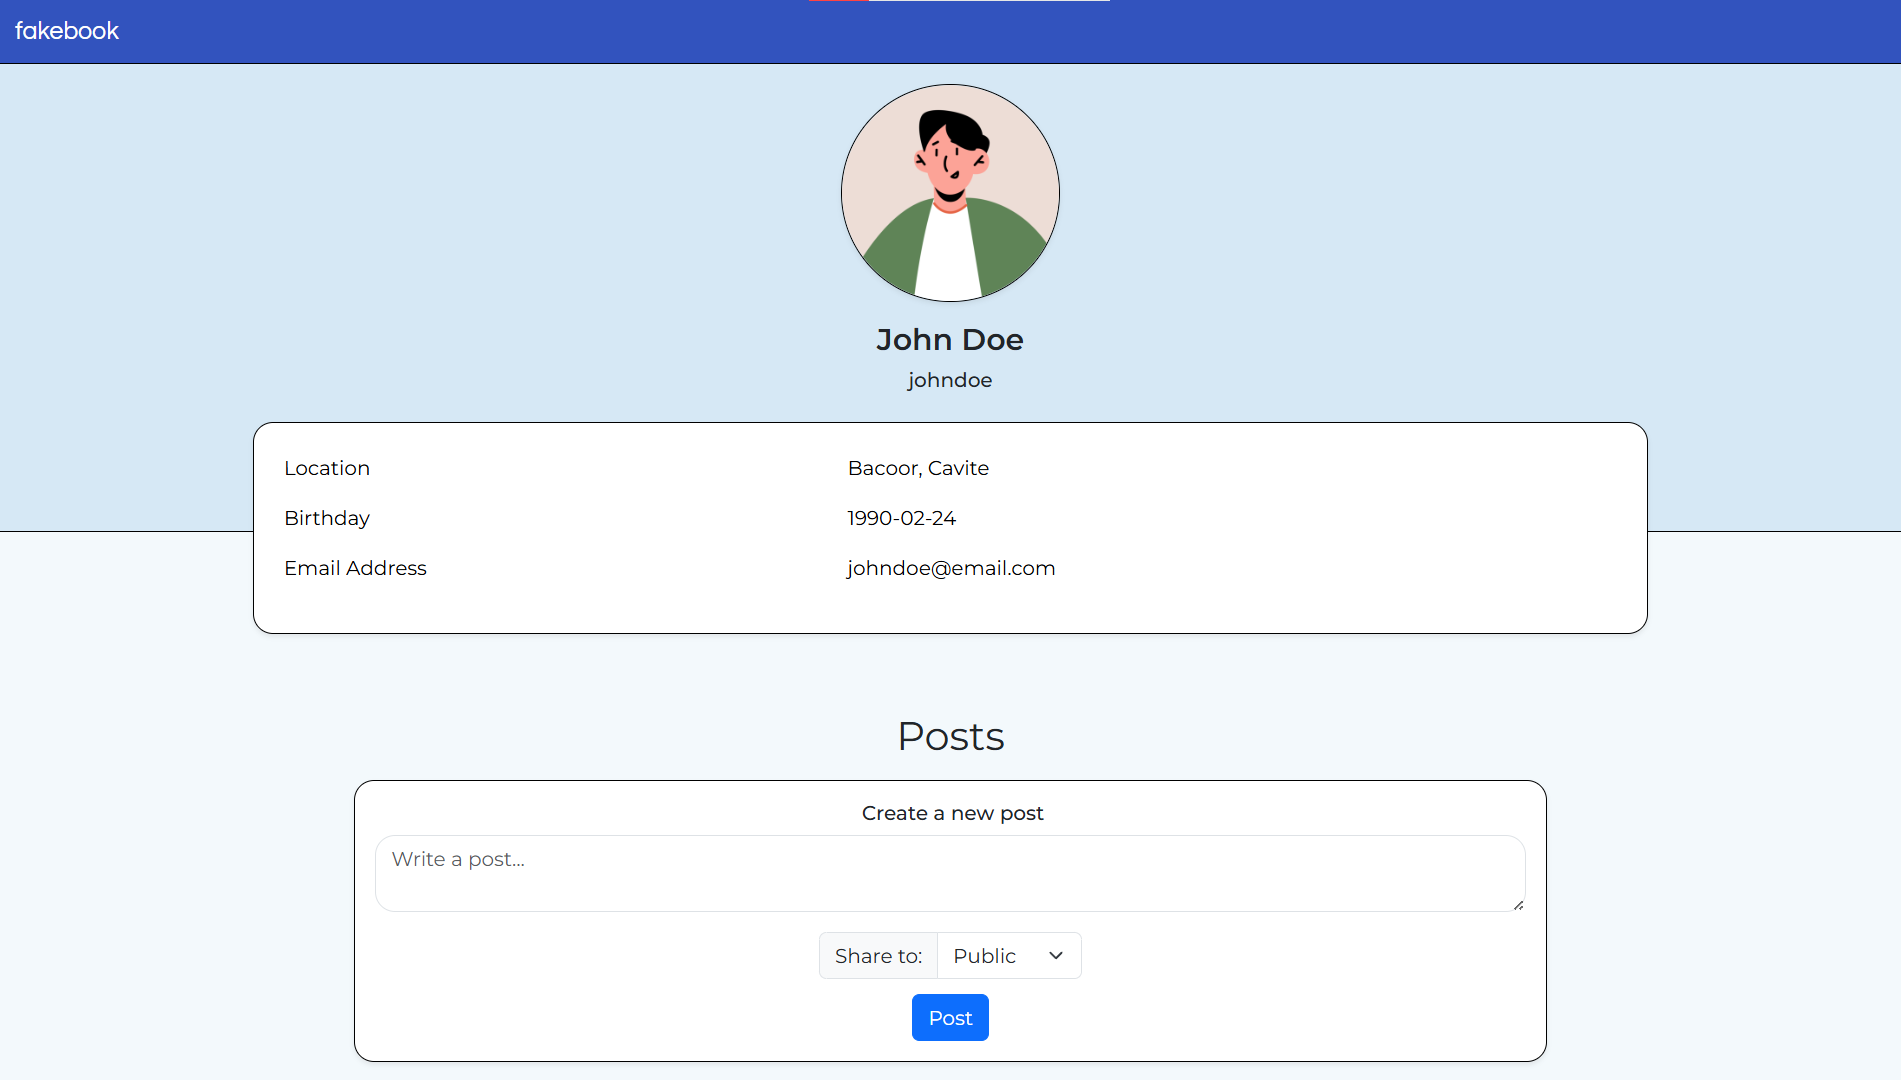 fakebook
John Doe
johndoe
Location Bacoor, Cavite
Birthday 1990-02-24
Email Address johndoe@email.com
Posts
Create a new post
Write a post...
Share to: Public
Post